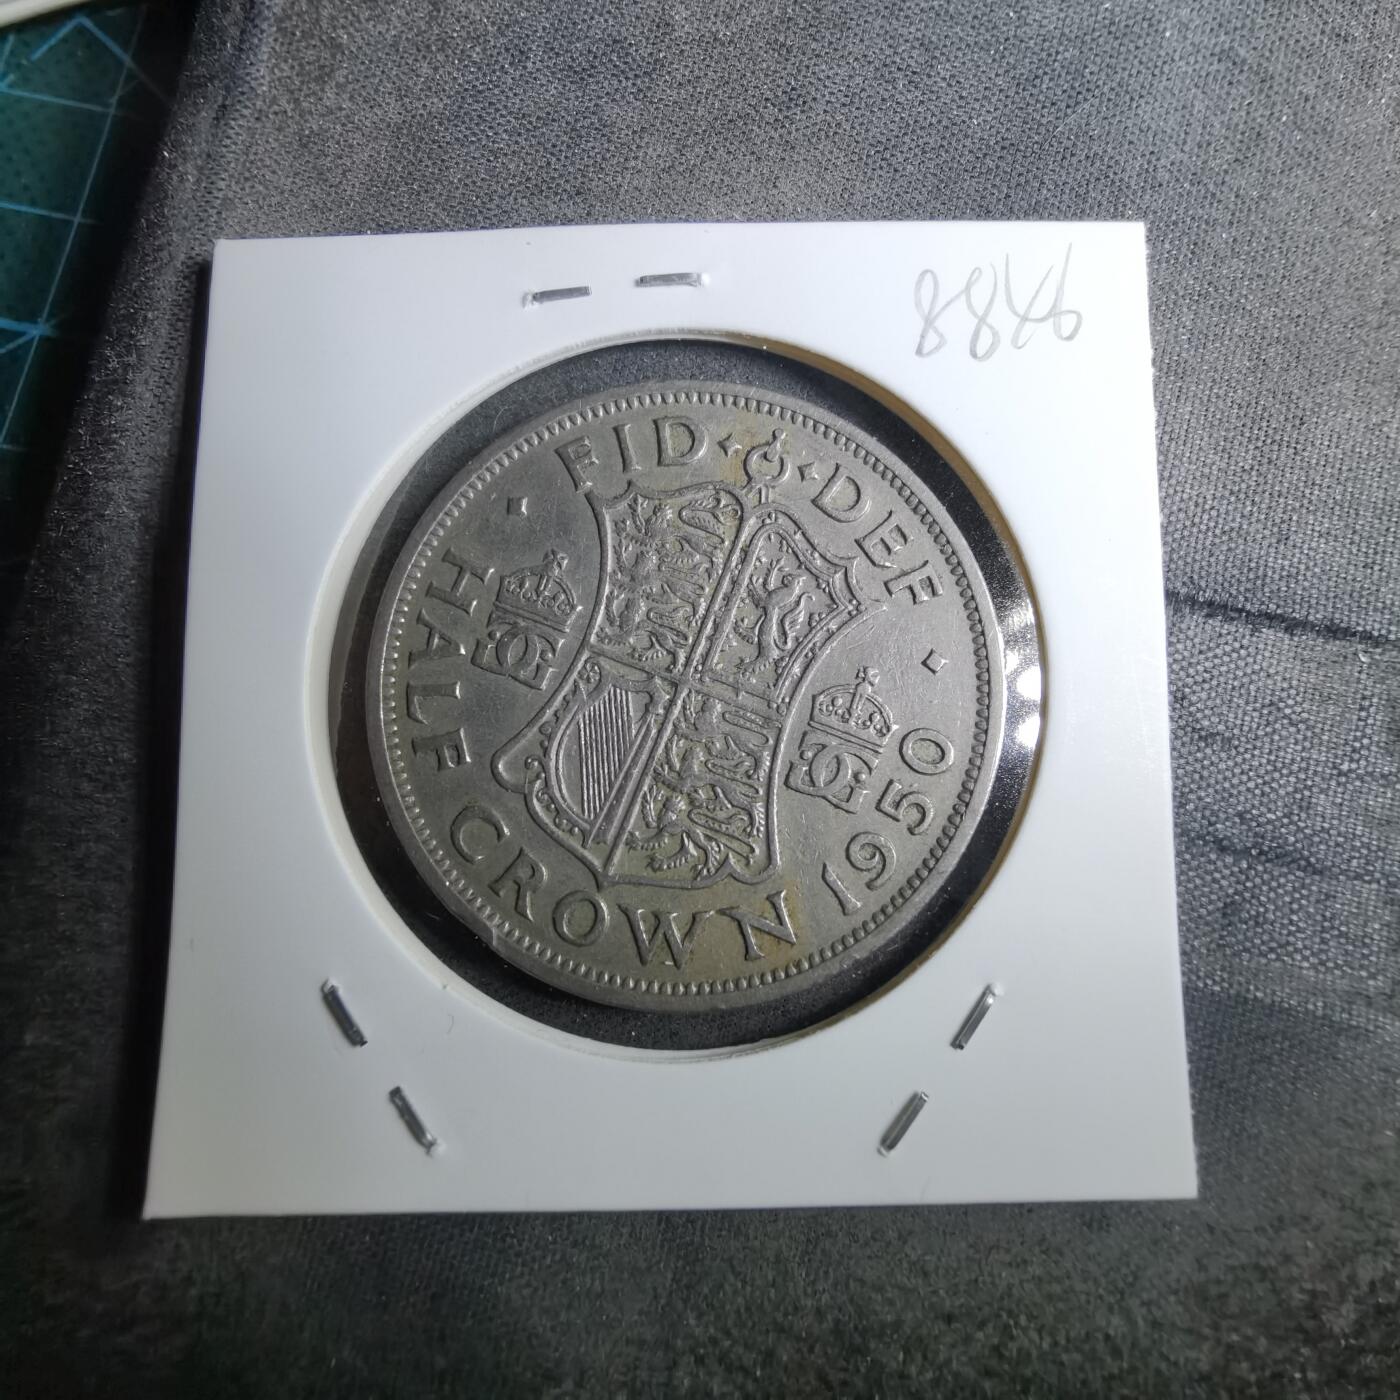 8846
FID DEF
HALF CROWN 1950